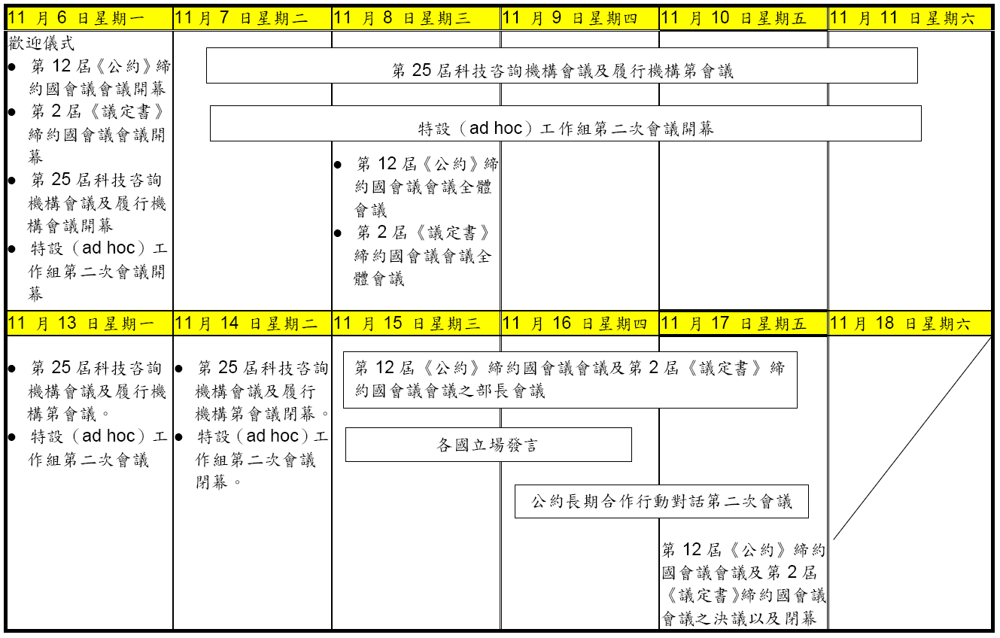 11 月 6 日星期一
11 月 7 日星期二
11 月 8 日星期三
11 月 9 日星期四
11 月 10 日星期五
11 月 11 日星期六
歡迎儀式
● 第 12 屆《公約》締
約國會議會議開幕
● 第 2 屆《議定書》
締約國會議會議開
幕
● 第 25 屆科技咨詢
機構會議及履行機
構會議開幕
● 特設（ad hoc）工
作組第二次會議開
幕
第 25 屆科技咨詢機構會議及履行機構第會議
特設（ad hoc）工作組第二次會議開幕
● 第 12 屆《公約》締
約國會議會議全體
會議
● 第 2 屆《議定書》
締約國會議會議全
體會議
11 月 13 日星期一
11 月 14 日星期二
11 月 15 日星期三
11 月 16 日星期四
11 月 17 日星期五
11 月 18 日星期六
● 第 25 屆科技咨詢
機構會議及履行機
構第會議。
● 特設（ad hoc）工
作組第二次會議
● 第 25 屆科技咨詢
機構會議及履行
機構第會議閉幕。
● 特設（ad hoc）工
作組第二次會議
閉幕。
第 12 屆《公約》締約國會議會議及第 2 屆《議定書》締
約國會議會議之部長會議
各國立場發言
公約長期合作行動對話第二次會議
第 12 屆《公約》締約
國會議會議及第 2 屆
《議定書》締約國會議
會議之決議以及閉幕